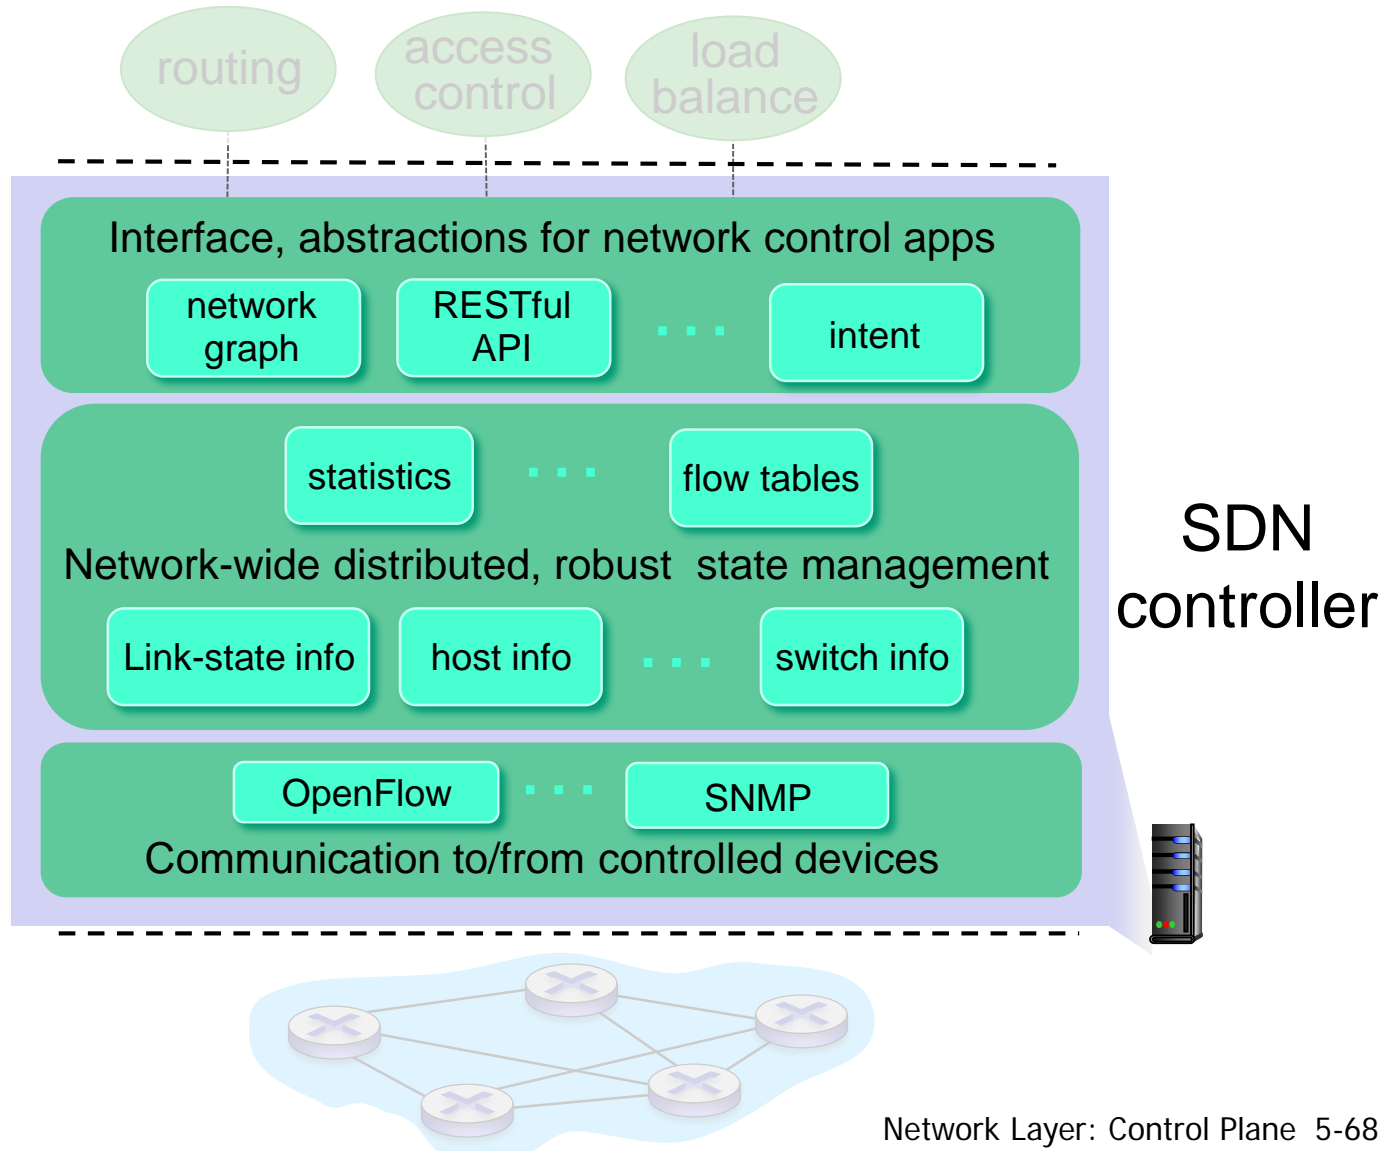 routing
access
control
load
balance
Interface, abstractions for network control apps
network
graph
RESTful
API
. . .
intent
statistics
. . .
flow tables
Network-wide distributed, robust  state management
Link-state info
host info
. . .
switch info
OpenFlow
. . .
SNMP
Communication to/from controlled devices
SDN
controller
Network Layer: Control Plane  5-68